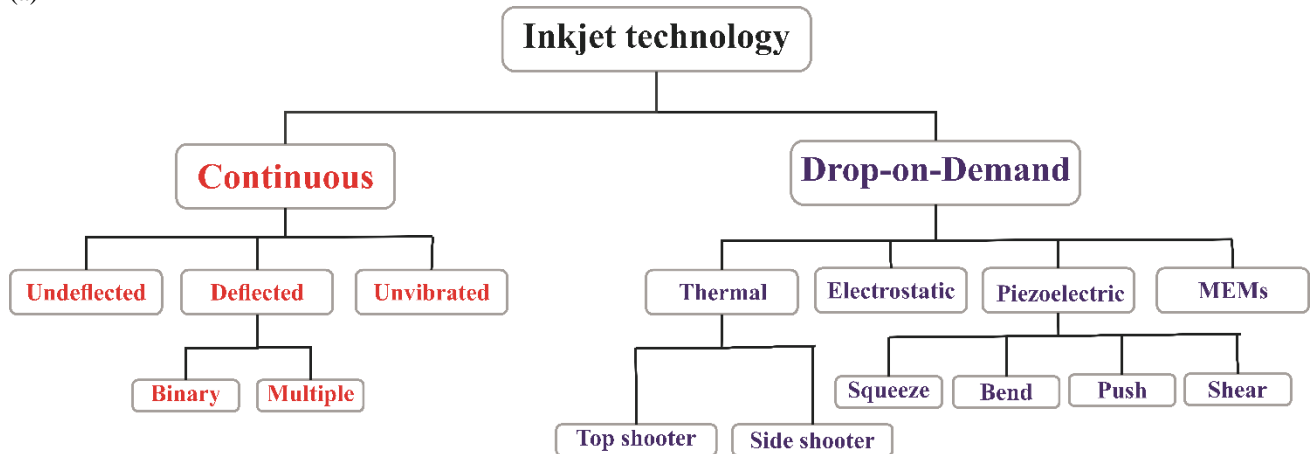 Inkjet technology
Continuous
Drop-on-Demand
Undeflected
Deflected
Unvibrated
Thermal
Electrostatic
Piezoelectric
MEMs
Binary
Multiple
Squeeze
Bend
Push
Shear
Top shooter
Side shooter